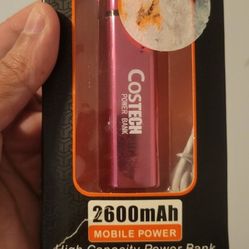 COSTECH
POWER BANK
2600mAh
MOBILE POWER
High Capacity Power Bank